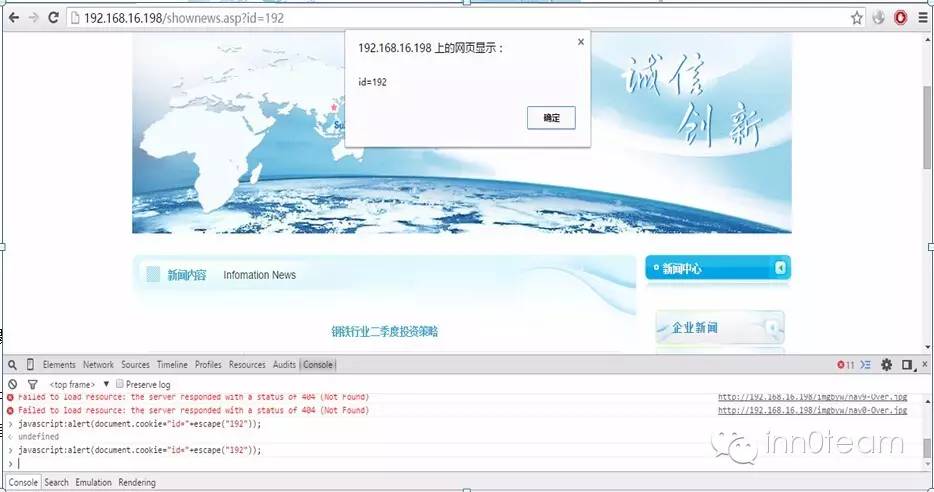 192.168.16.198/shownews.asp?id=192
192.168.16.198 上的网页显示：
id=192
确定
诚信
创新
新闻内容 Infomation News
新闻中心
钢铁行业二季度投资策略
企业新闻
Elements Network Sources Timeline Profiles Resources Audits Console
11
<top frame> Preserve log
Failed to load resource: the server responded with a status of 404 (Not Found) http://192.168.16.198/imgbyw/nav9-Over.jpg
Failed to load resource: the server responded with a status of 404 (Not Found) http://192.168.16.198/imgbyw/nav0-Over.jpg
javascript:alert(document.cookie="id="+escape("192"));
undefined
javascript:alert(document.cookie="id="+escape("192"));
inn0team
Console Search Emulation Rendering